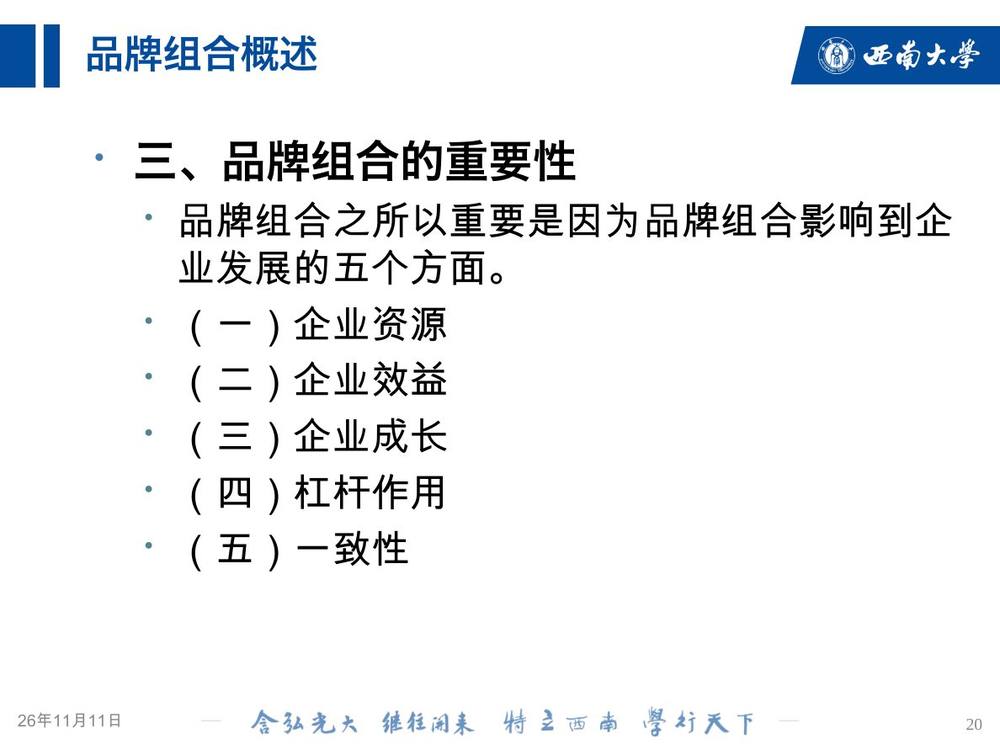 品牌组合概述
西南大学
三、品牌组合的重要性
品牌组合之所以重要是因为品牌组合影响到企
业发展的五个方面。
（一）企业资源
（二）企业效益
（三）企业成长
（四）杠杆作用
（五）一致性
26年11月11日
含弘光大 继往开来 特立西南 學行天下
20